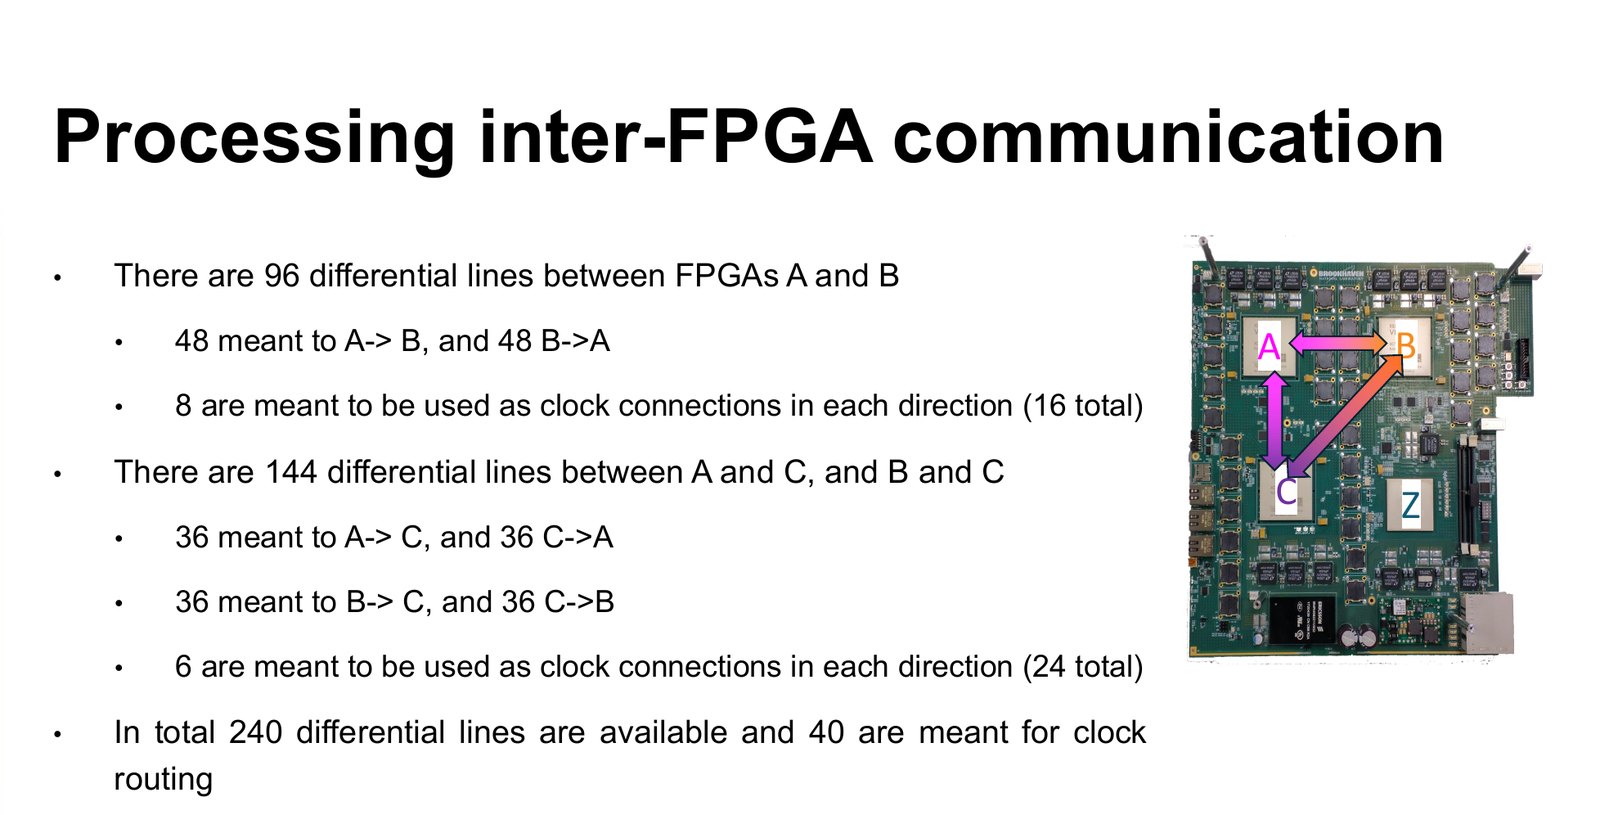 Processing inter-FPGA communication
• There are 96 differential lines between FPGAs A and B
• 48 meant to A-> B, and 48 B->A
• 8 are meant to be used as clock connections in each direction (16 total)
• There are 144 differential lines between A and C, and B and C
• 36 meant to A-> C, and 36 C->A
• 36 meant to B-> C, and 36 C->B
• 6 are meant to be used as clock connections in each direction (24 total)
• In total 240 differential lines are available and 40 are meant for clock
routing
BROOKHAVEN
A
B
C
Z
ERICSSON